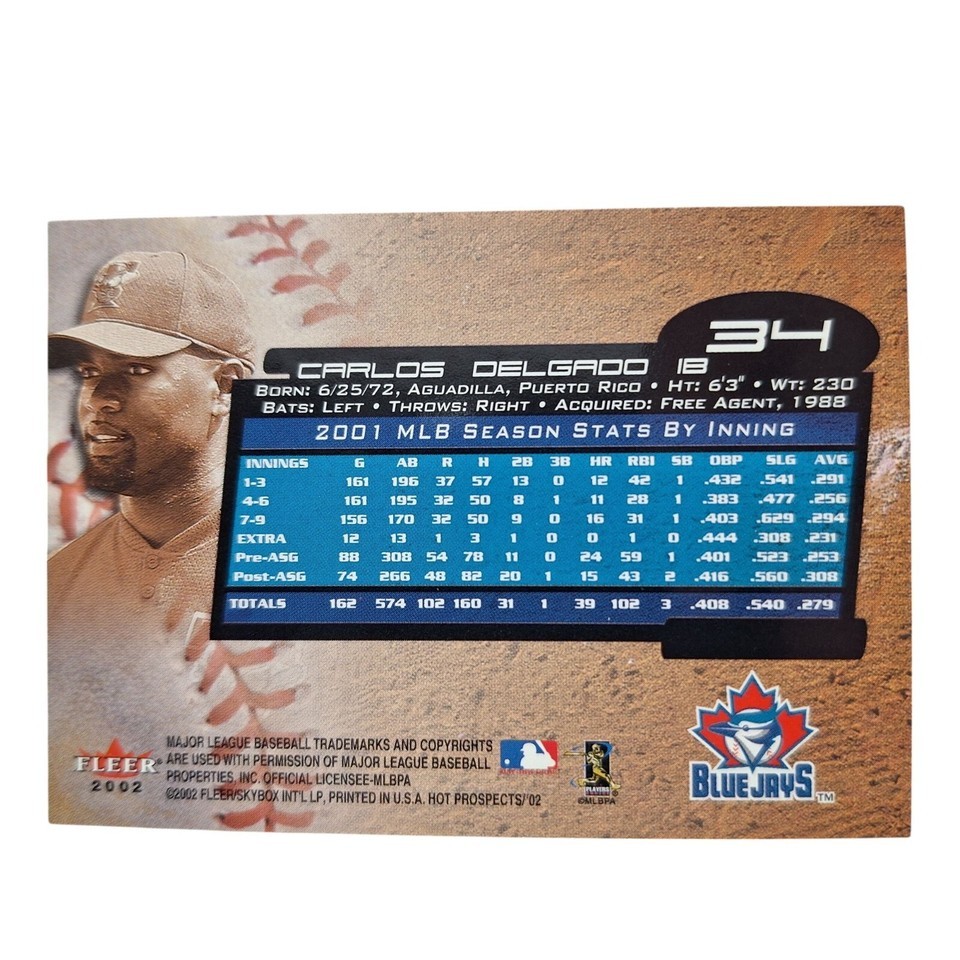 34
CARLOS DELGADO 1B
BORN: 6/25/72, AGUADILLA, PUERTO RICO • HT: 6'3" • WT: 230
BATS: LEFT • THROWS: RIGHT • ACQUIRED: FREE AGENT, 1988
2001 MLB SEASON STATS BY INNING
INNINGS G AB R H 2B 3B HR RBI SB OBP SLG AVG
1-3 161 196 37 57 13 0 12 42 1 .432 .541 .291
4-6 161 195 32 50 8 1 11 28 1 .383 .477 .256
7-9 156 170 32 50 9 0 16 31 1 .403 .629 .294
EXTRA 12 13 1 3 1 0 0 1 0 .444 .308 .231
Pre-ASG 88 308 54 78 11 0 24 59 1 .401 .523 .253
Post-ASG 74 266 48 82 20 1 15 43 2 .416 .560 .308
TOTALS 162 574 102 160 31 1 39 102 3 .408 .540 .279
FLEER®
2002
MAJOR LEAGUE BASEBALL TRADEMARKS AND COPYRIGHTS
ARE USED WITH PERMISSION OF MAJOR LEAGUE BASEBALL
PROPERTIES, INC. OFFICIAL LICENSEE-MLBPA
©2002 FLEER/SKYBOX INT'L LP, PRINTED IN U.S.A. HOT PROSPECTS/'02
PLAYERS
©MLBPA
BLUE JAYS TM